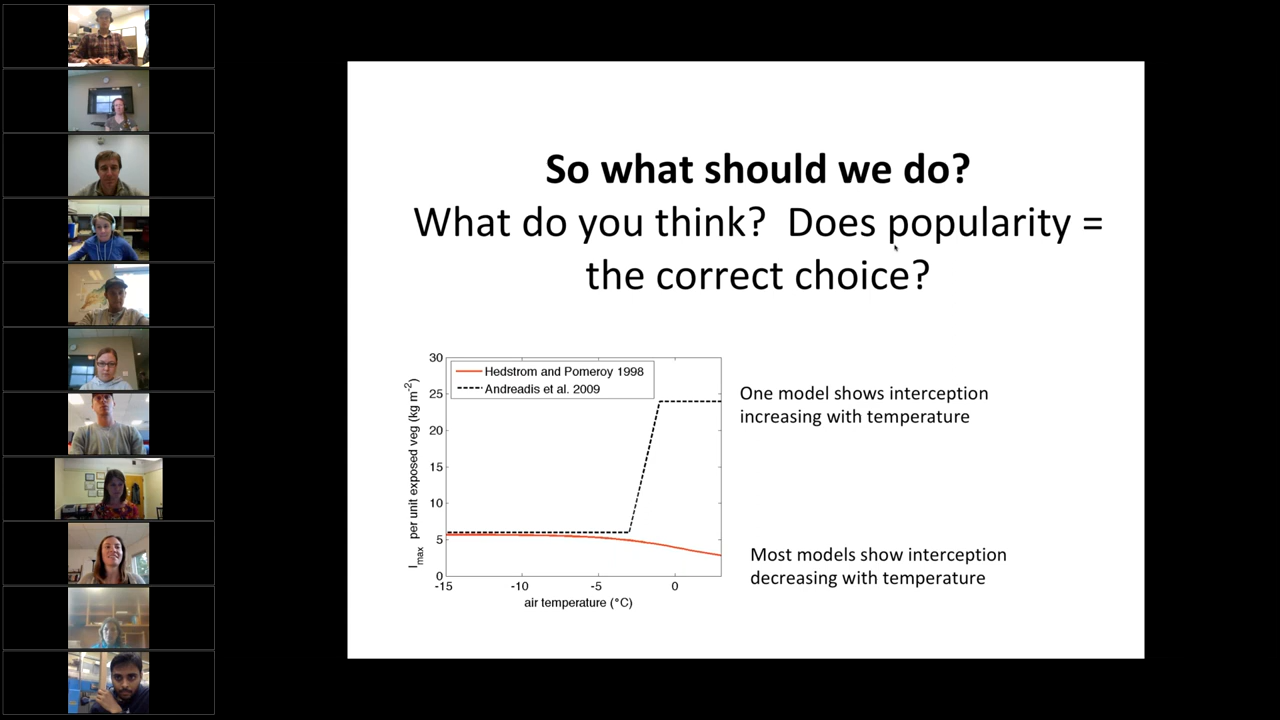 So what should we do?
What do you think? Does popularity =
the correct choice?
30
25
20
15
10
5
0
I_max per unit exposed veg (kg m^-2)
Hedstrom and Pomeroy 1998
Andreadis et al. 2009
-15
-10
-5
0
air temperature (°C)
One model shows interception
increasing with temperature
Most models show interception
decreasing with temperature